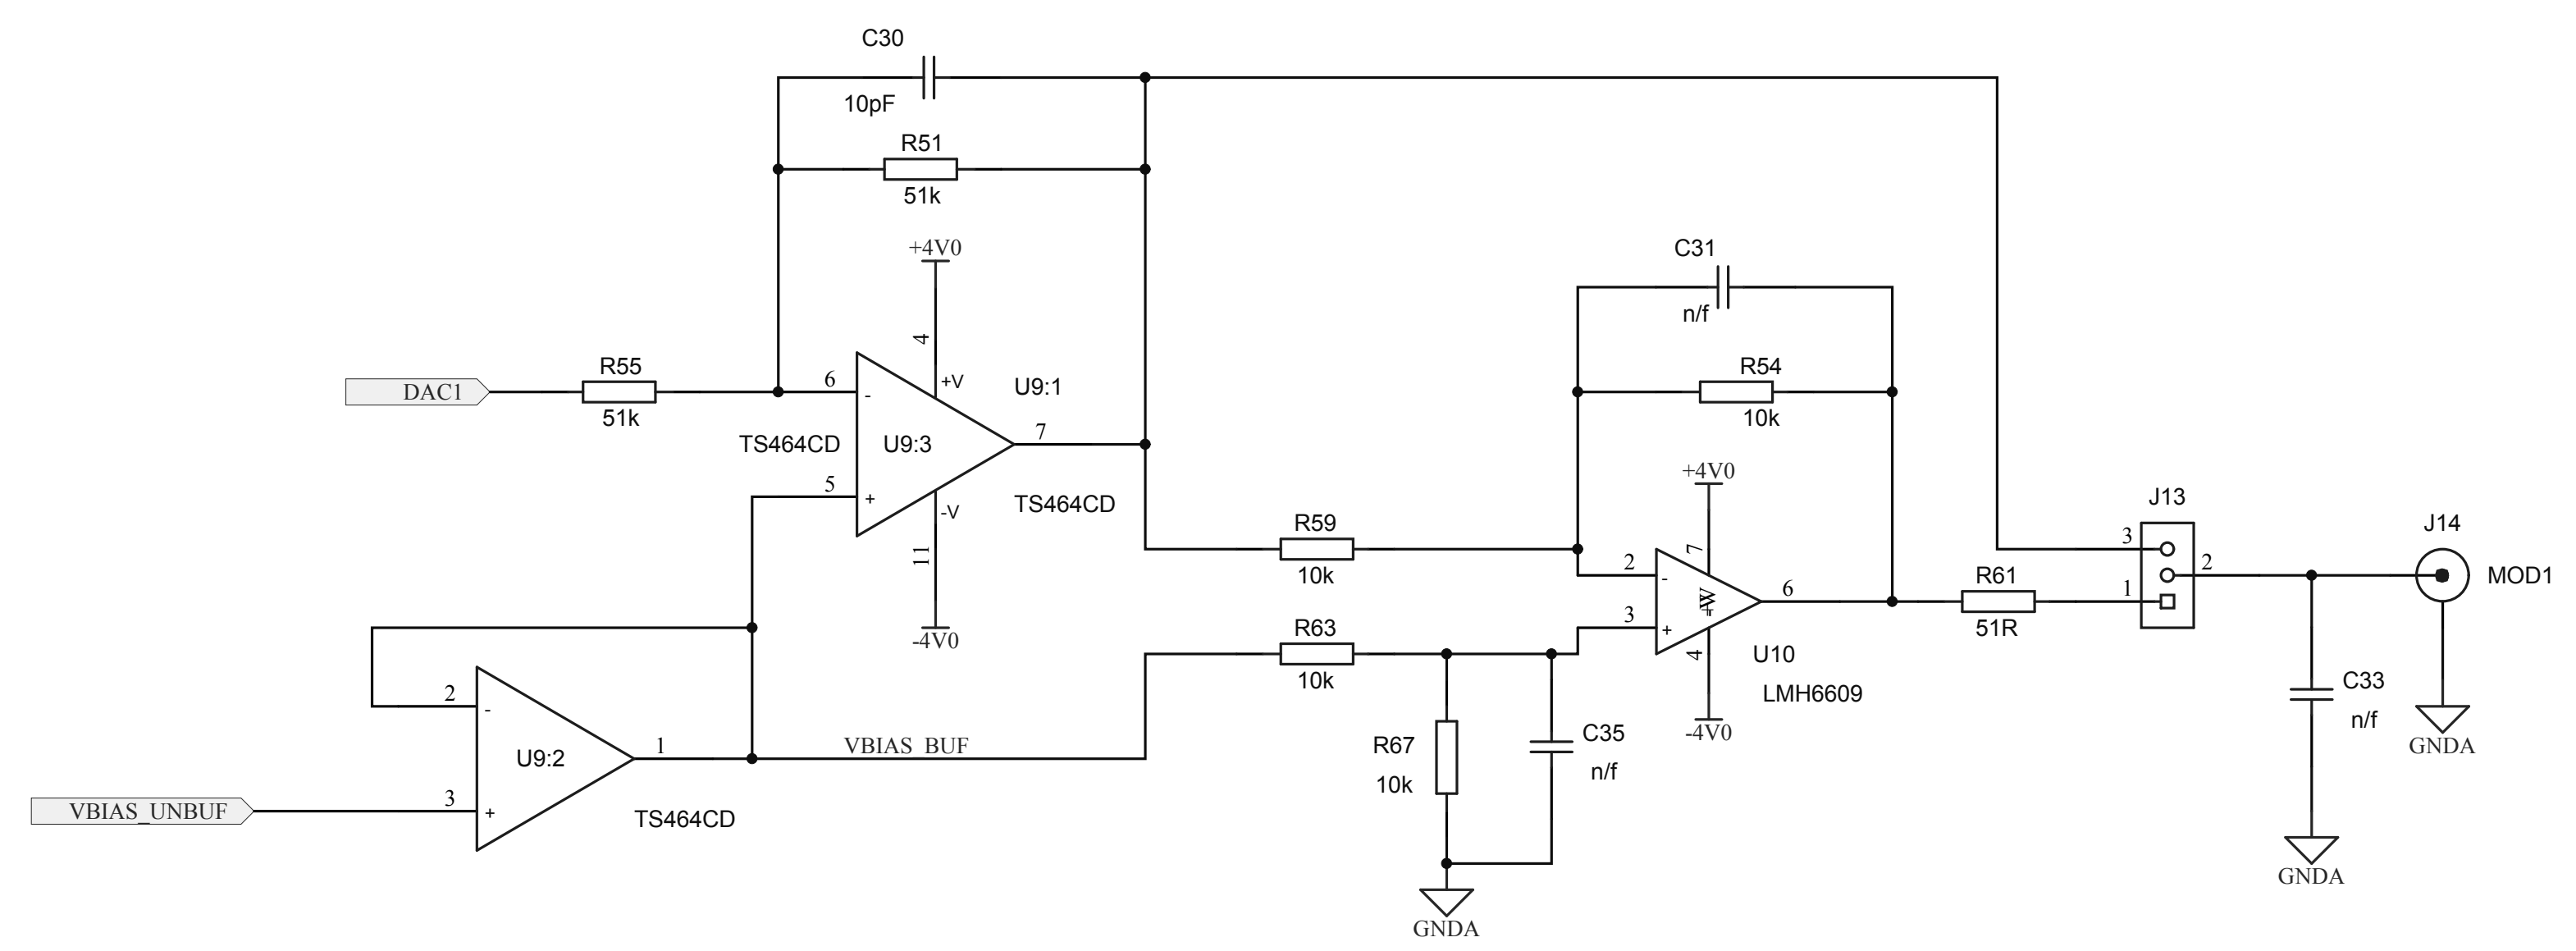 C30
10pF
R51
51k
+4V0
4
+V
R55
51k
DAC1
6
-
U9:1
TS464CD
U9:3
7
5
+
-V
TS464CD
11
-4V0
C31
n/f
R54
10k
+4V0
7
R59
10k
2
-
6
3
+
4
U10
LMH6609
-4V0
R61
51R
J13
3
2
1
J14
MOD1
GNDA
C33
n/f
GNDA
2
-
U9:2
1
VBIAS_BUF
VBIAS_UNBUF
3
+
TS464CD
R63
10k
R67
10k
C35
n/f
GNDA